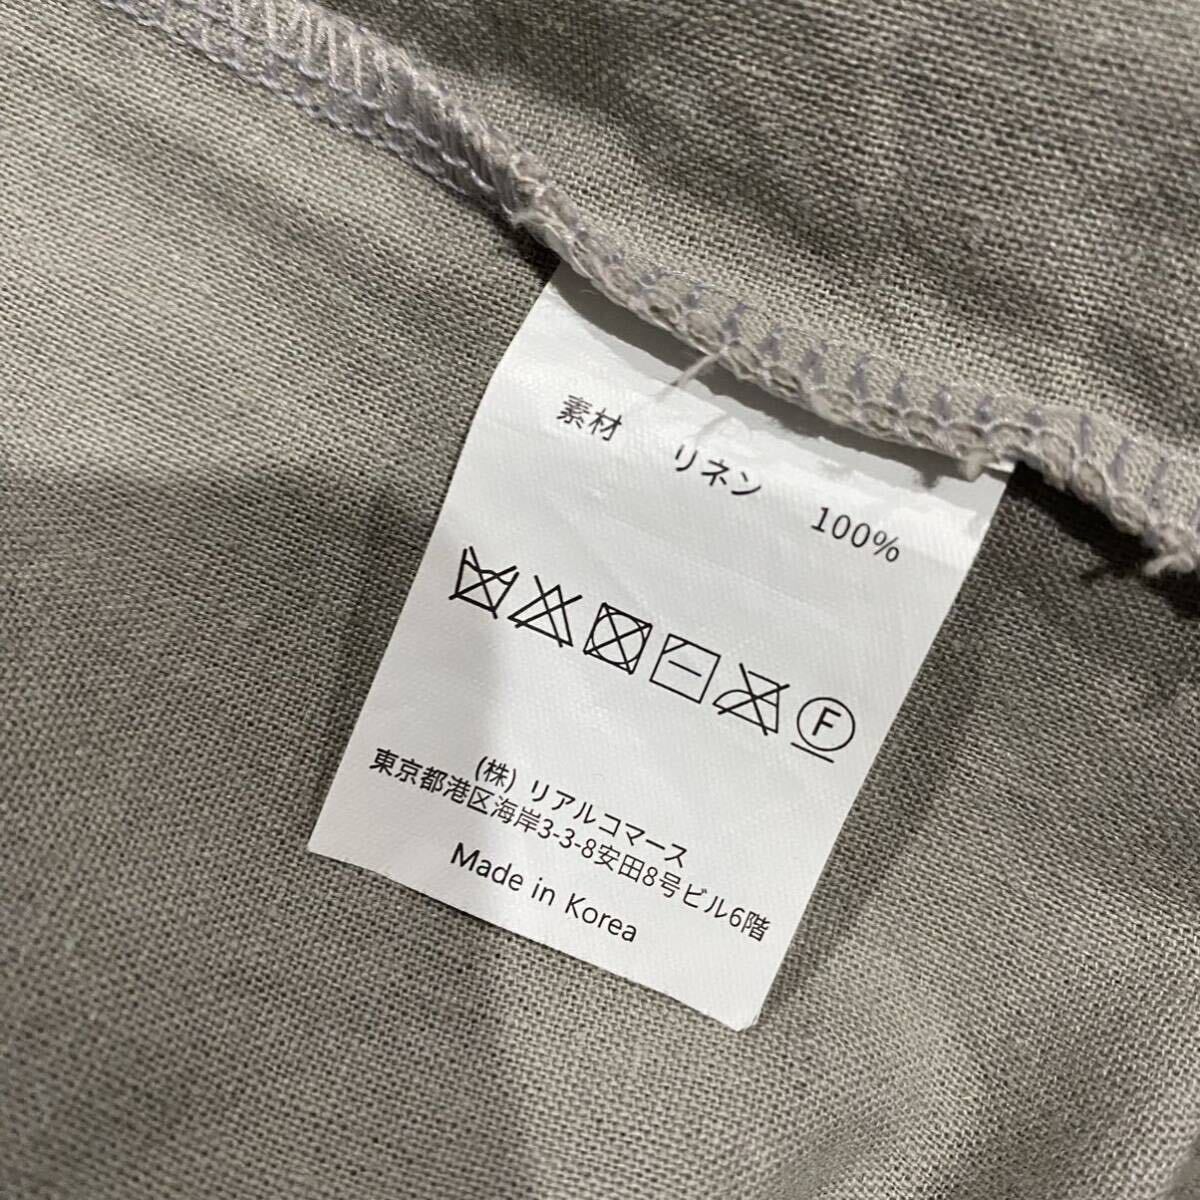 素材 リネン 100%
F
(株) リアルコマース
東京都港区海岸3-3-8安田8号ビル6階
Made in Korea